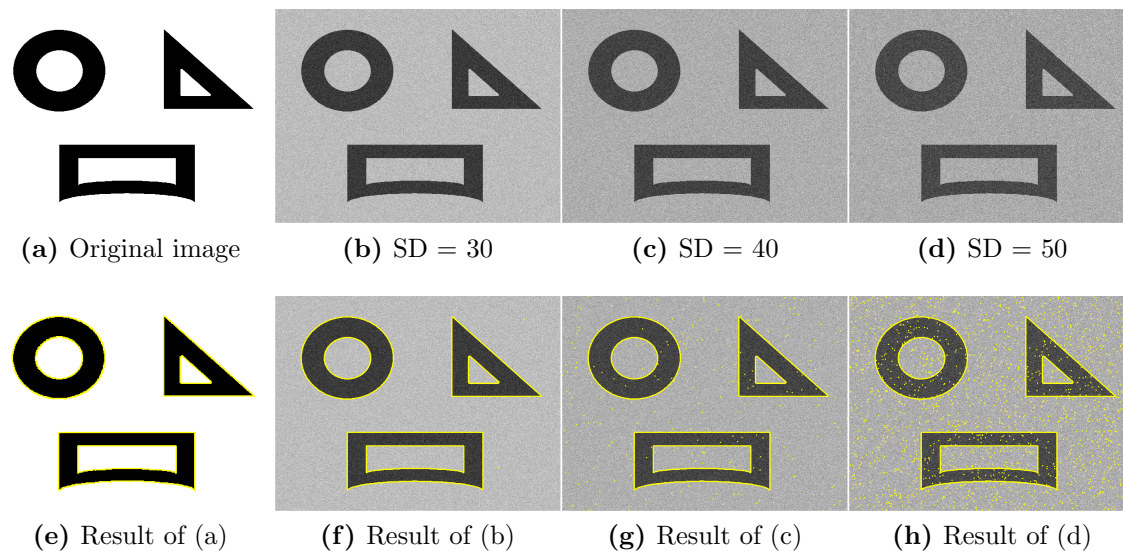 (a) Original image
(b) SD = 30
(c) SD = 40
(d) SD = 50
(e) Result of (a)
(f) Result of (b)
(g) Result of (c)
(h) Result of (d)